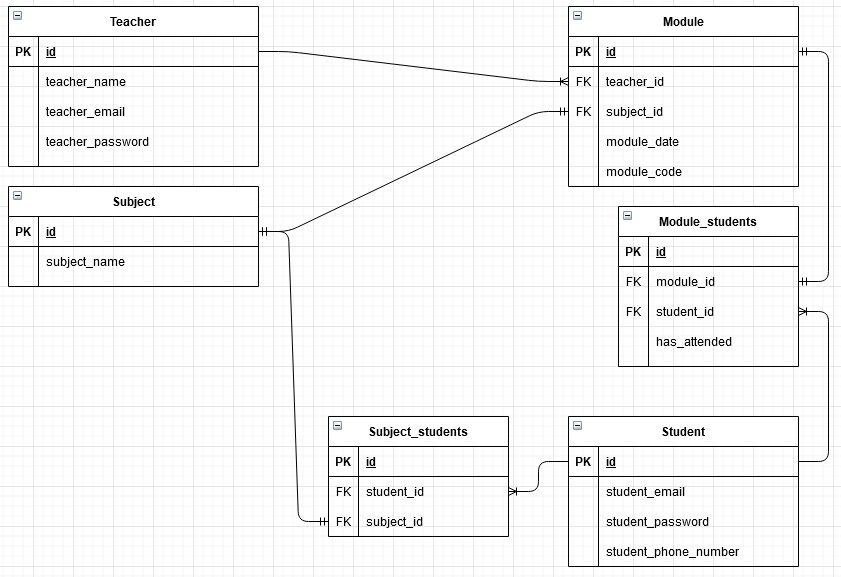 Teacher
PK id
teacher_name
teacher_email
teacher_password
Subject
PK id
subject_name
Module
PK id
FK teacher_id
FK subject_id
module_date
module_code
Module_students
PK id
FK module_id
FK student_id
has_attended
Subject_students
PK id
FK student_id
FK subject_id
Student
PK id
student_email
student_password
student_phone_number